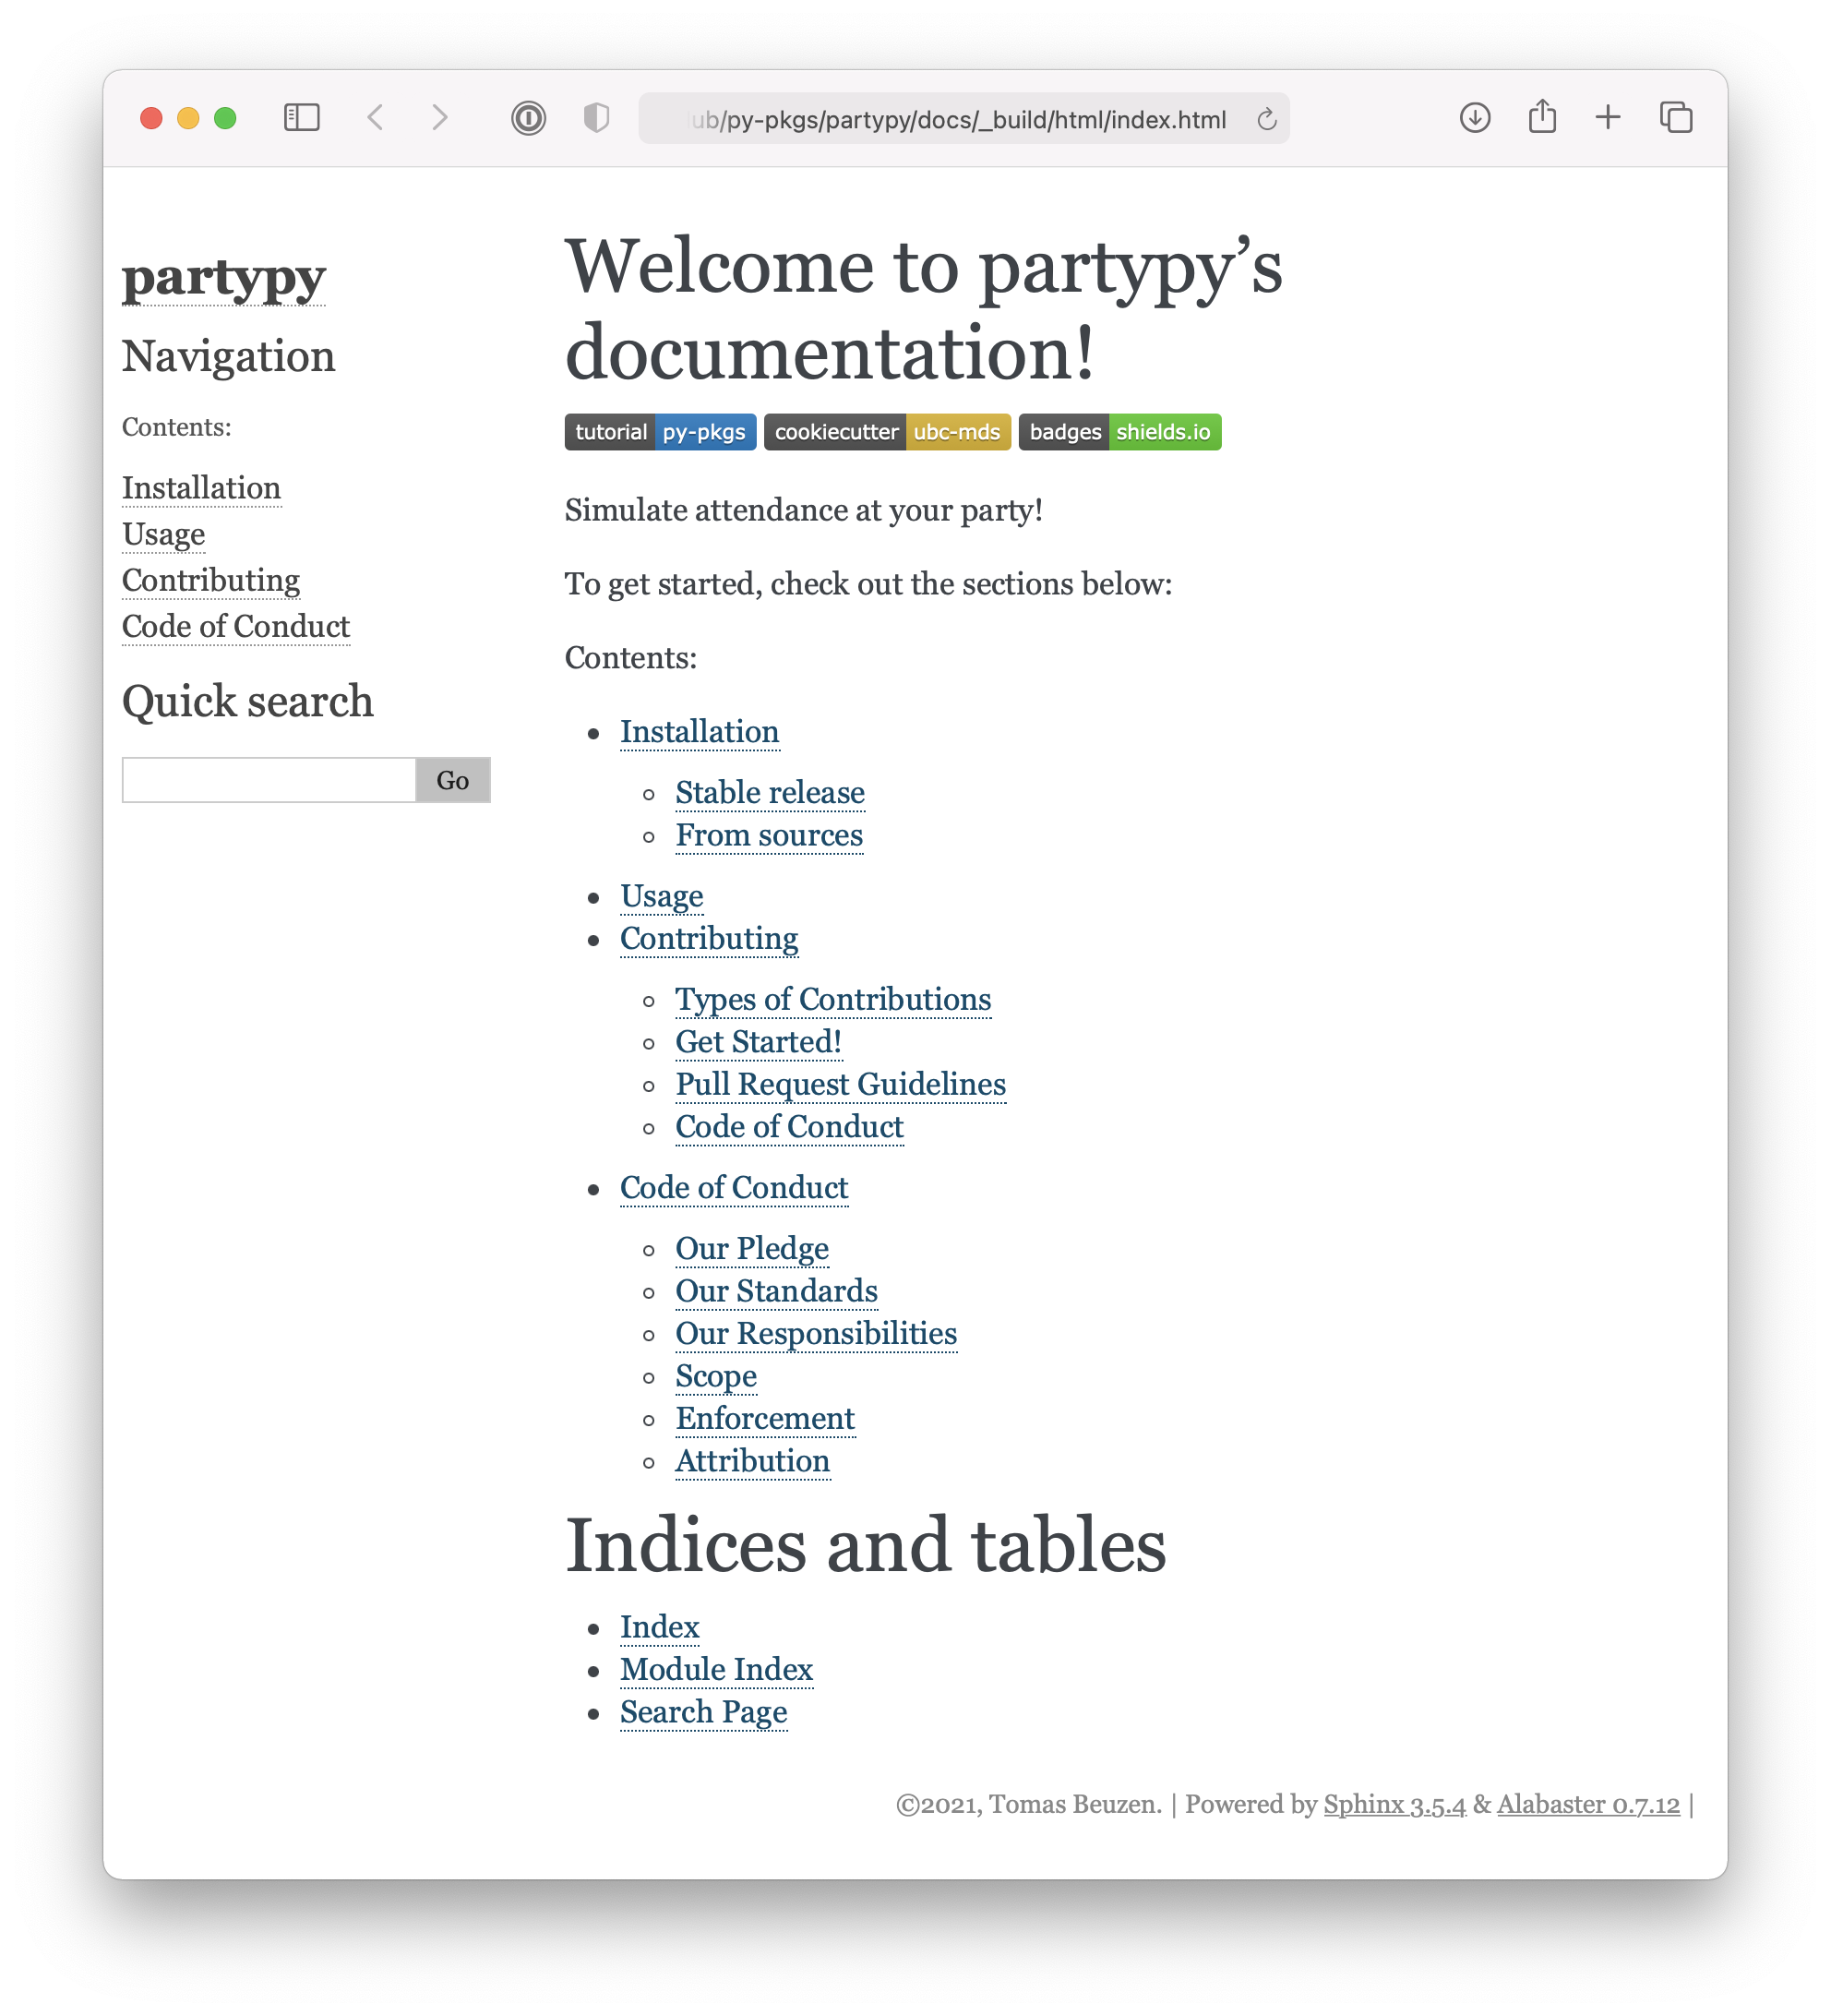 ub/py-pkgs/partypy/docs/_build/html/index.html
partypy
Navigation
Contents:
Installation
Usage
Contributing
Code of Conduct
Quick search
Go
Welcome to partypy’s
documentation!
tutorial py-pkgs cookiecutter ubc-mds badges shields.io
Simulate attendance at your party!
To get started, check out the sections below:
Contents:
Installation
Stable release
From sources
Usage
Contributing
Types of Contributions
Get Started!
Pull Request Guidelines
Code of Conduct
Code of Conduct
Our Pledge
Our Standards
Our Responsibilities
Scope
Enforcement
Attribution
Indices and tables
Index
Module Index
Search Page
©2021, Tomas Beuzen. | Powered by Sphinx 3.5.4 & Alabaster 0.7.12 |